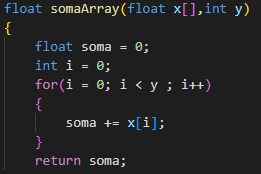 float somaArray(float x[],int y)
{
    float soma = 0;
    int i = 0;
    for(i = 0; i < y ; i++)
    {
        soma += x[i];
    }
    return soma;